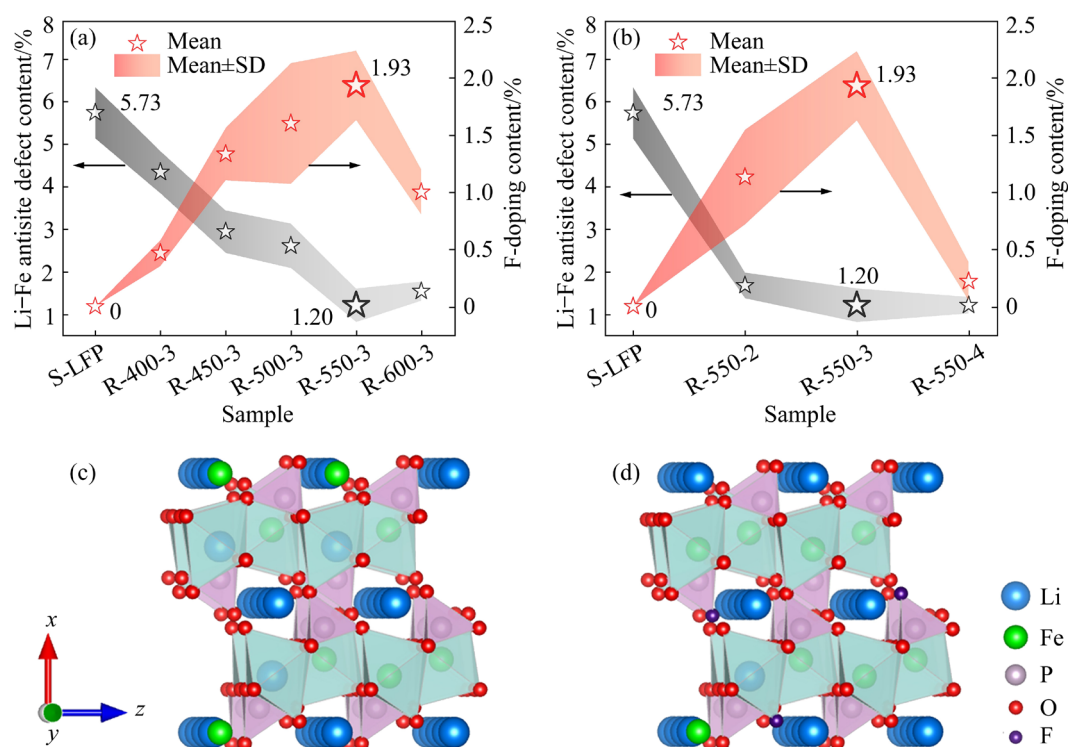 (a)
Mean
Mean±SD
5.73
1.93
0
1.20
8
7
6
5
4
3
2
1
Li−Fe antisite defect content/%
2.5
2.0
1.5
1.0
0.5
0
F-doping content/%
S-LFP
R-400-3
R-450-3
R-500-3
R-550-3
R-600-3
Sample
(b)
Mean
Mean±SD
5.73
1.93
0
1.20
8
7
6
5
4
3
2
1
Li−Fe antisite defect content/%
2.5
2.0
1.5
1.0
0.5
0
F-doping content/%
S-LFP
R-550-2
R-550-3
R-550-4
Sample
(c)
(d)
x
y
z
Li
Fe
P
O
F